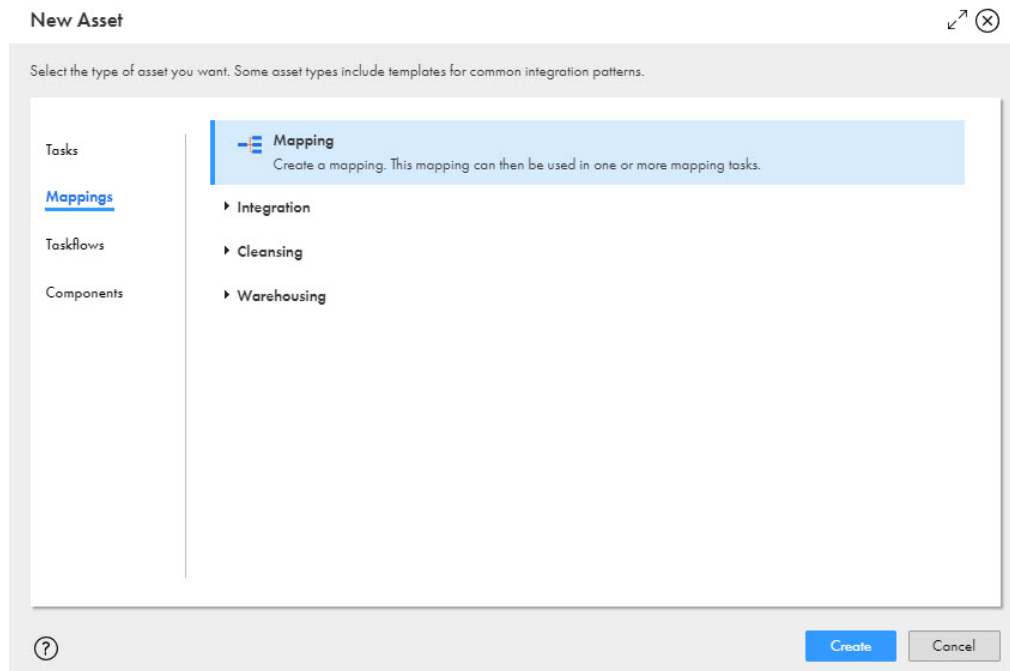 New Asset
Select the type of asset you want. Some asset types include templates for common integration patterns.
Tasks
Mappings
Taskflows
Components
Mapping
Create a mapping. This mapping can then be used in one or more mapping tasks.
Integration
Cleansing
Warehousing
?
Create
Cancel